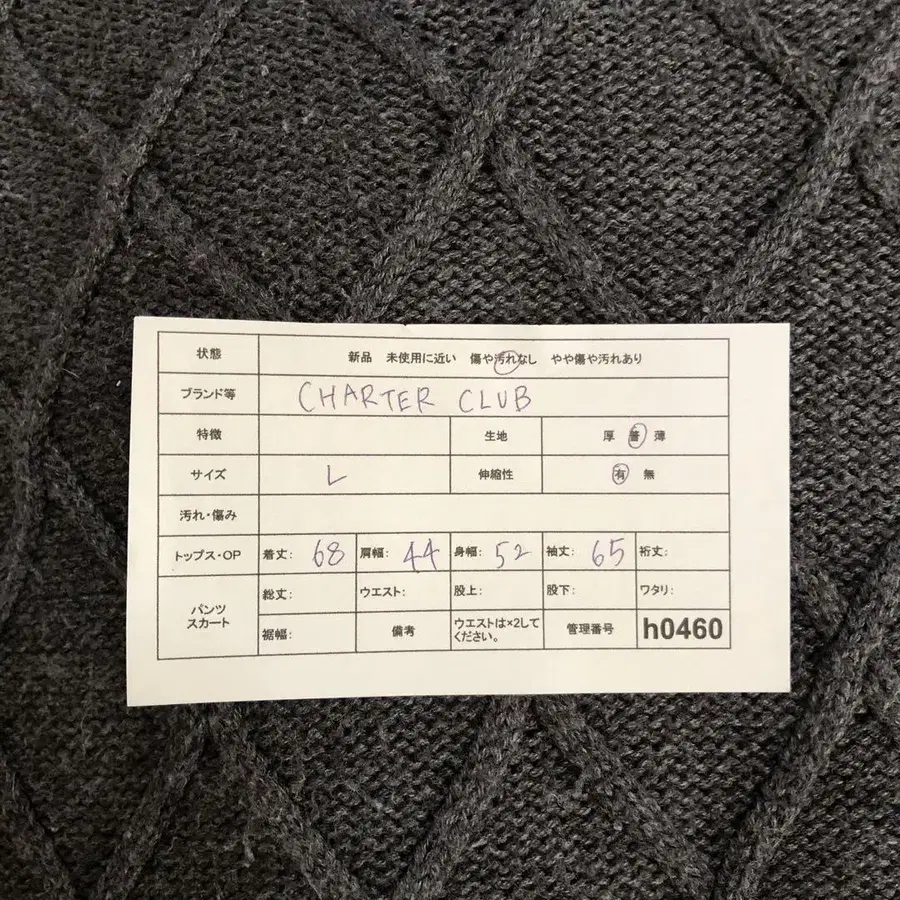 状態 新品 未使用に近い 傷や汚れなし やや傷や汚れあり
ブランド等 CHARTER CLUB
特徴 生地 厚 普 薄
サイズ L 伸縮性 有 無
汚れ・傷み
トップス・OP 着丈: 68 肩幅: 44 身幅: 52 袖丈: 65 裄丈:
パンツ スカート 総丈: ウエスト: 股上: 股下: ワタリ:
裾幅: 備考 ウエストは×2してください。 管理番号 h0460